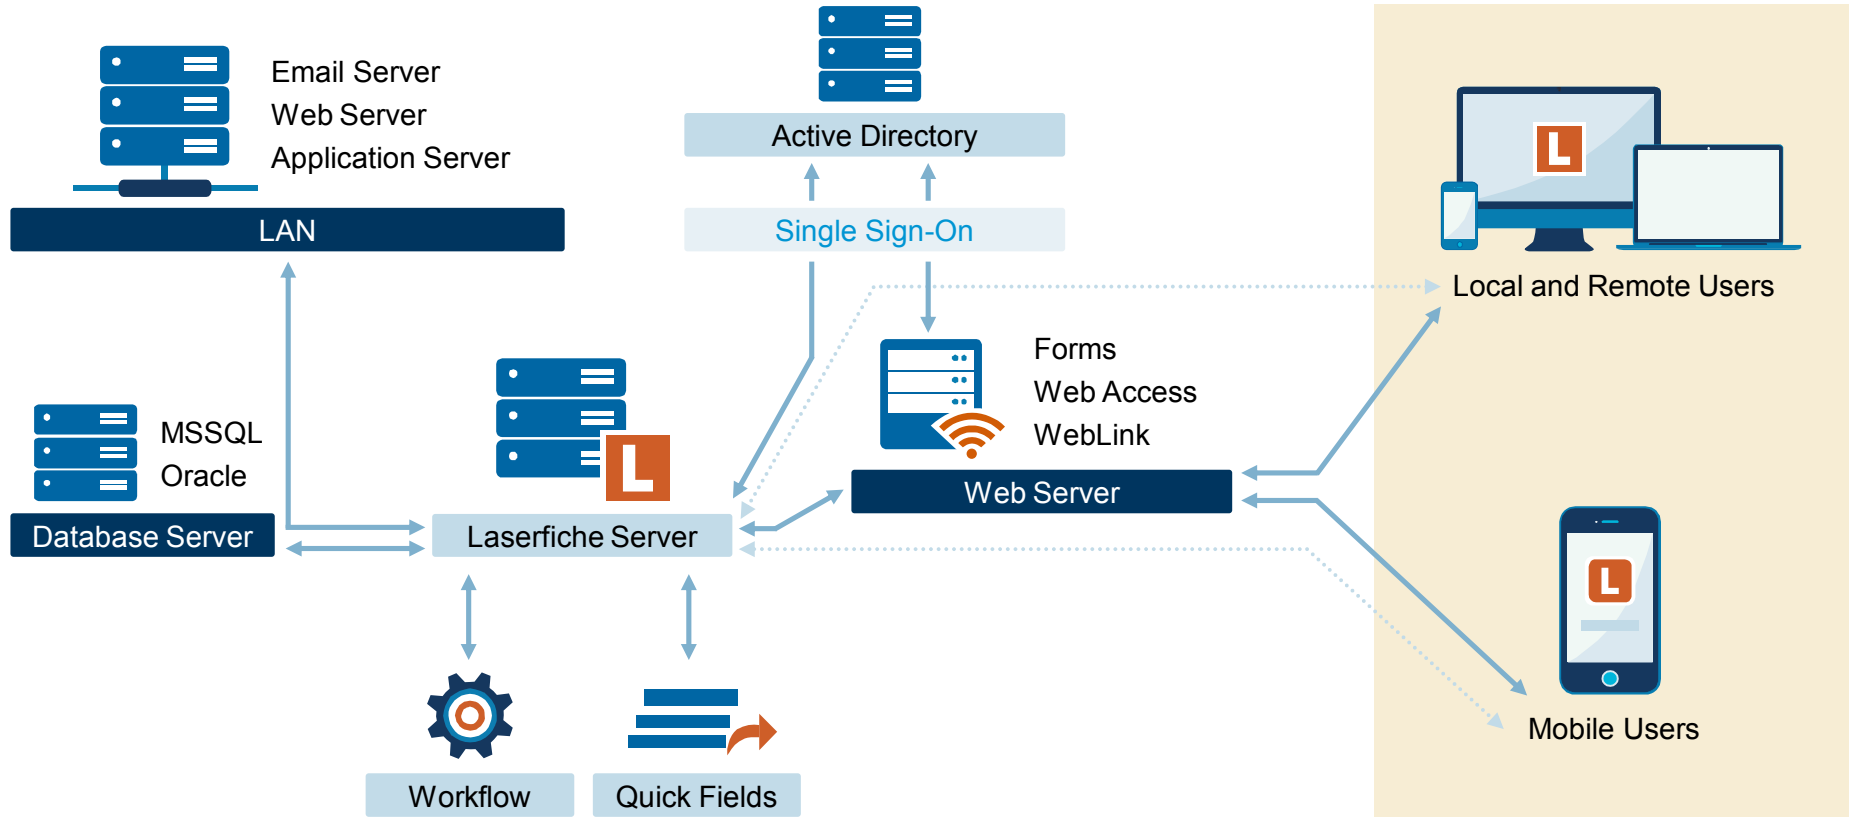 Email Server
Web Server
Application Server
LAN
Active Directory
Single Sign-On
L
Local and Remote Users
MSSQL
Oracle
Database Server
L
Laserfiche Server
Forms
Web Access
WebLink
Web Server
L
Mobile Users
Workflow
Quick Fields